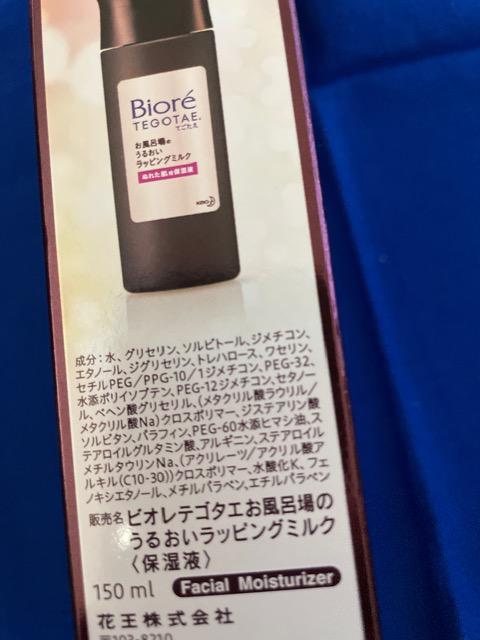 Bioré
TEGOTAE.
てごたえ
お風呂場の
うるおい
ラッピングミルク
ぬれた肌用保湿液
KAO
成分：水、グリセリン、ソルビトール、ジメチコン、
エタノール、ジグリセリン、トレハロース、ワセリン、
セチルPEG/PPG-10/1ジメチコン、PEG-32、
水添ポリイソブテン、PEG-12ジメチコン、セタノー
ル、ベヘン酸グリセリル、(メタクリル酸ラウリル/
メタクリル酸Na)クロスポリマー、ジステアリン酸
ソルビタン、パラフィン、PEG-60水添ヒマシ油、ス
テアロイルグルタミン酸、アルギニン、ステアロイル
メチルタウリンNa、(アクリレーツ/アクリル酸ア
ルキル(C10-30))クロスポリマー、水酸化K、フェ
ノキシエタノール、メチルパラベン、エチルパラベン
販売名 ビオレテゴタエお風呂場の
うるおいラッピングミルク
〈保湿液〉
150 ml Facial Moisturizer
花王株式会社
〒103-8210